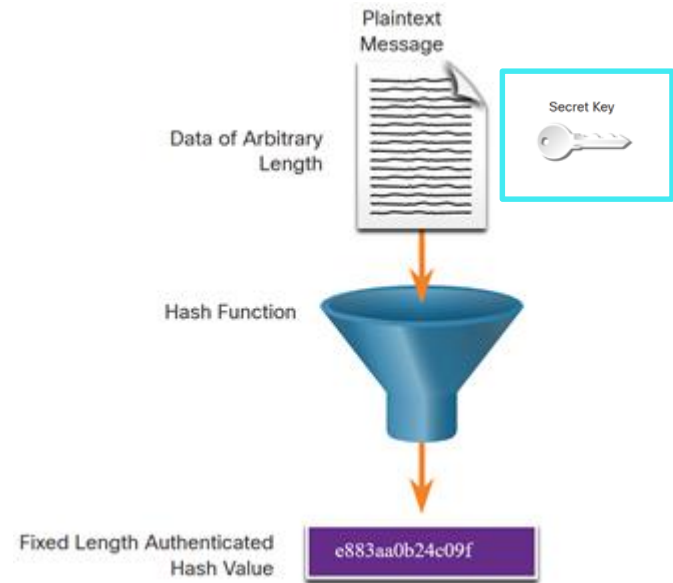 Plaintext
Message
Secret Key
Data of Arbitrary
Length
Hash Function
Fixed Length Authenticated
Hash Value
e883aa0b24c09f